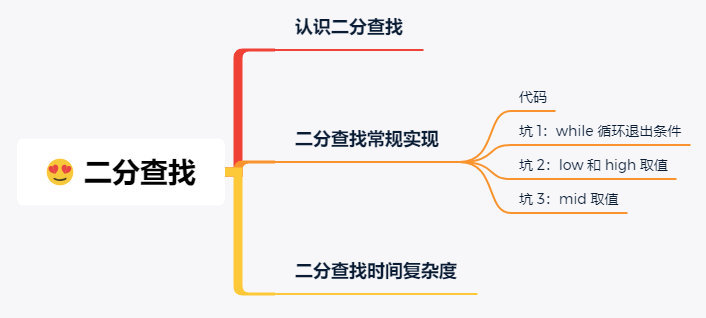 二分查找
认识二分查找
二分查找常规实现
代码
坑 1：while 循环退出条件
坑 2：low 和 high 取值
坑 3：mid 取值
二分查找时间复杂度